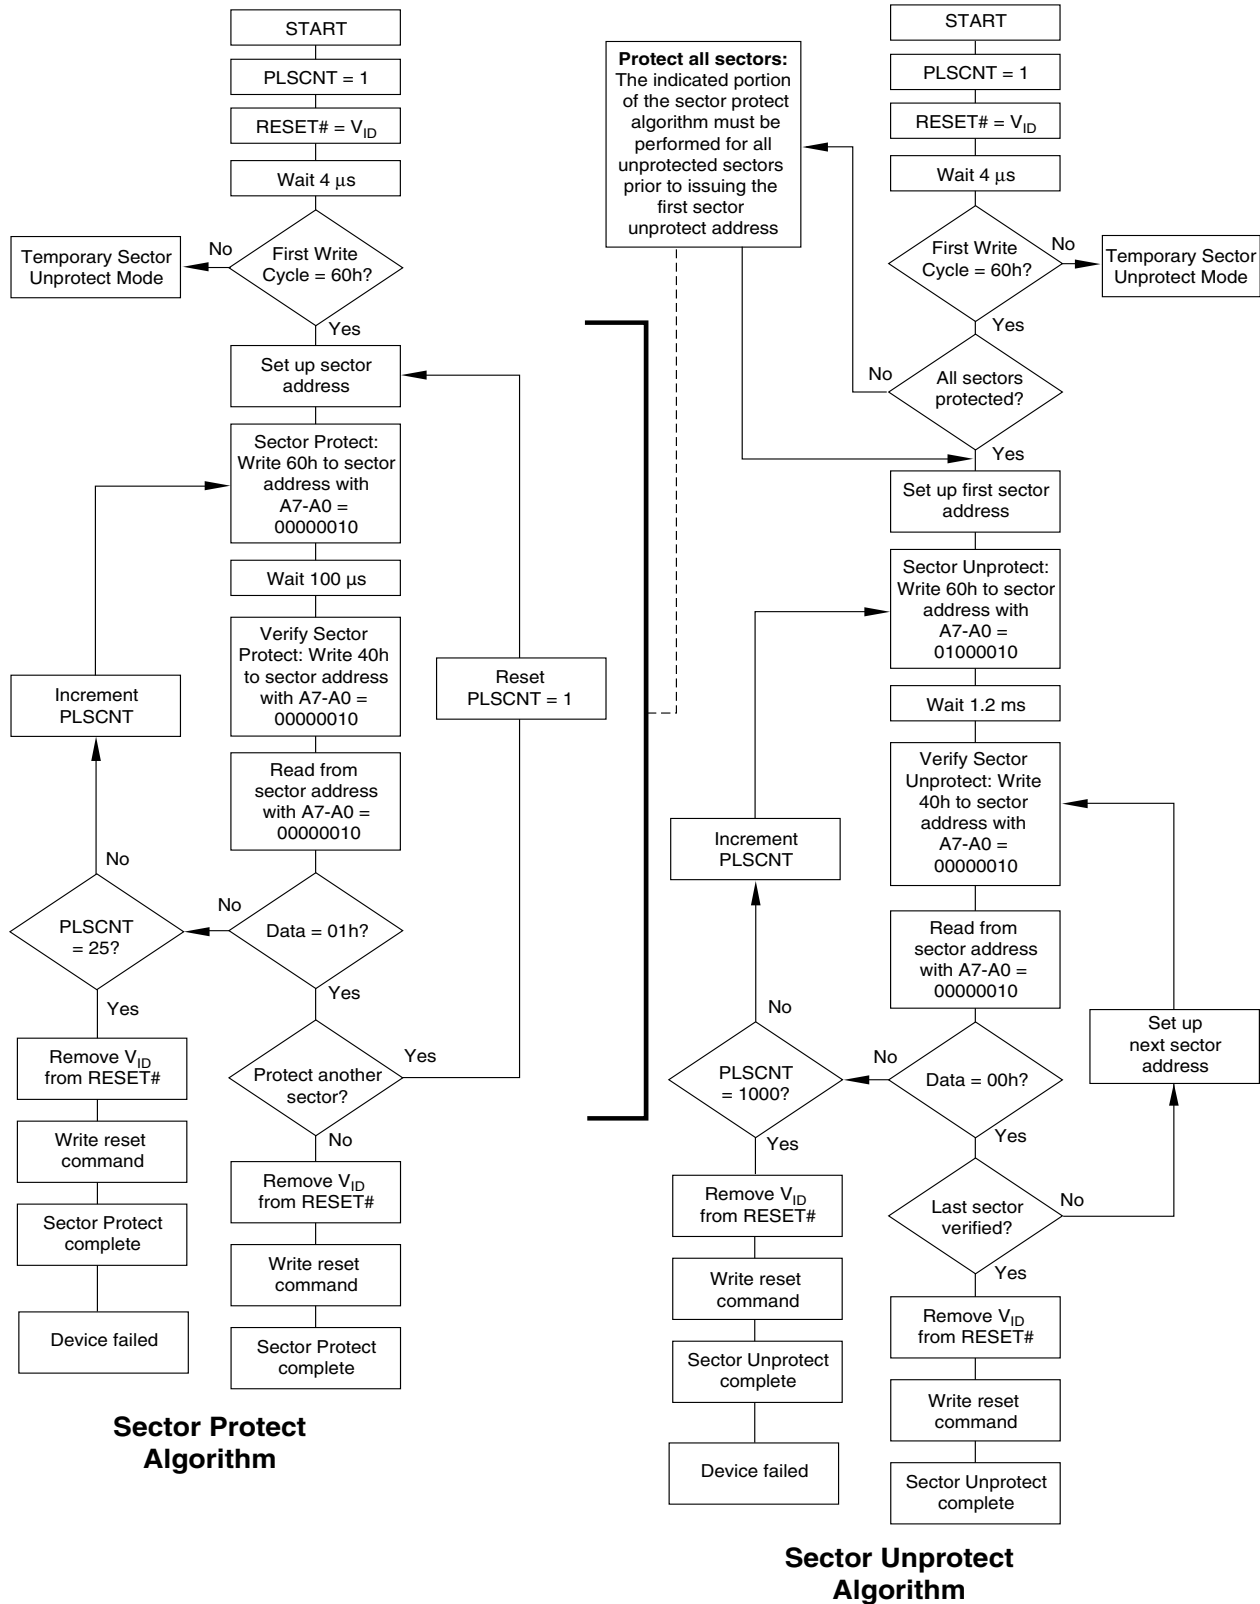 START
PLSCNT = 1
RESET# = VID
Wait 4 μs
First Write
Cycle = 60h?
No
Temporary Sector
Unprotect Mode
Yes
Set up sector
address
Sector Protect:
Write 60h to sector
address with
A7-A0 =
00000010
Wait 100 μs
Verify Sector
Protect: Write 40h
to sector address
with A7-A0 =
00000010
Read from
sector address
with A7-A0 =
00000010
Data = 01h?
No
PLSCNT
= 25?
No
Increment
PLSCNT
Yes
Remove VID
from RESET#
Write reset
command
Sector Protect
complete
Device failed
Yes
Protect another
sector?
Yes
Reset
PLSCNT = 1
No
Remove VID
from RESET#
Write reset
command
Sector Protect
complete
Sector Protect
Algorithm
Protect all sectors:
The indicated portion
of the sector protect
algorithm must be
performed for all
unprotected sectors
prior to issuing the
first sector
unprotect address
START
PLSCNT = 1
RESET# = VID
Wait 4 μs
First Write
Cycle = 60h?
No
Temporary Sector
Unprotect Mode
Yes
All sectors
protected?
No
Yes
Set up first sector
address
Sector Unprotect:
Write 60h to sector
address with
A7-A0 =
01000010
Wait 1.2 ms
Verify Sector
Unprotect: Write
40h to sector
address with
A7-A0 =
00000010
Read from
sector address
with A7-A0 =
00000010
Data = 00h?
No
PLSCNT
= 1000?
No
Increment
PLSCNT
Yes
Remove VID
from RESET#
Write reset
command
Sector Unprotect
complete
Device failed
Yes
Last sector
verified?
No
Set up
next sector
address
Yes
Remove VID
from RESET#
Write reset
command
Sector Unprotect
complete
Sector Unprotect
Algorithm